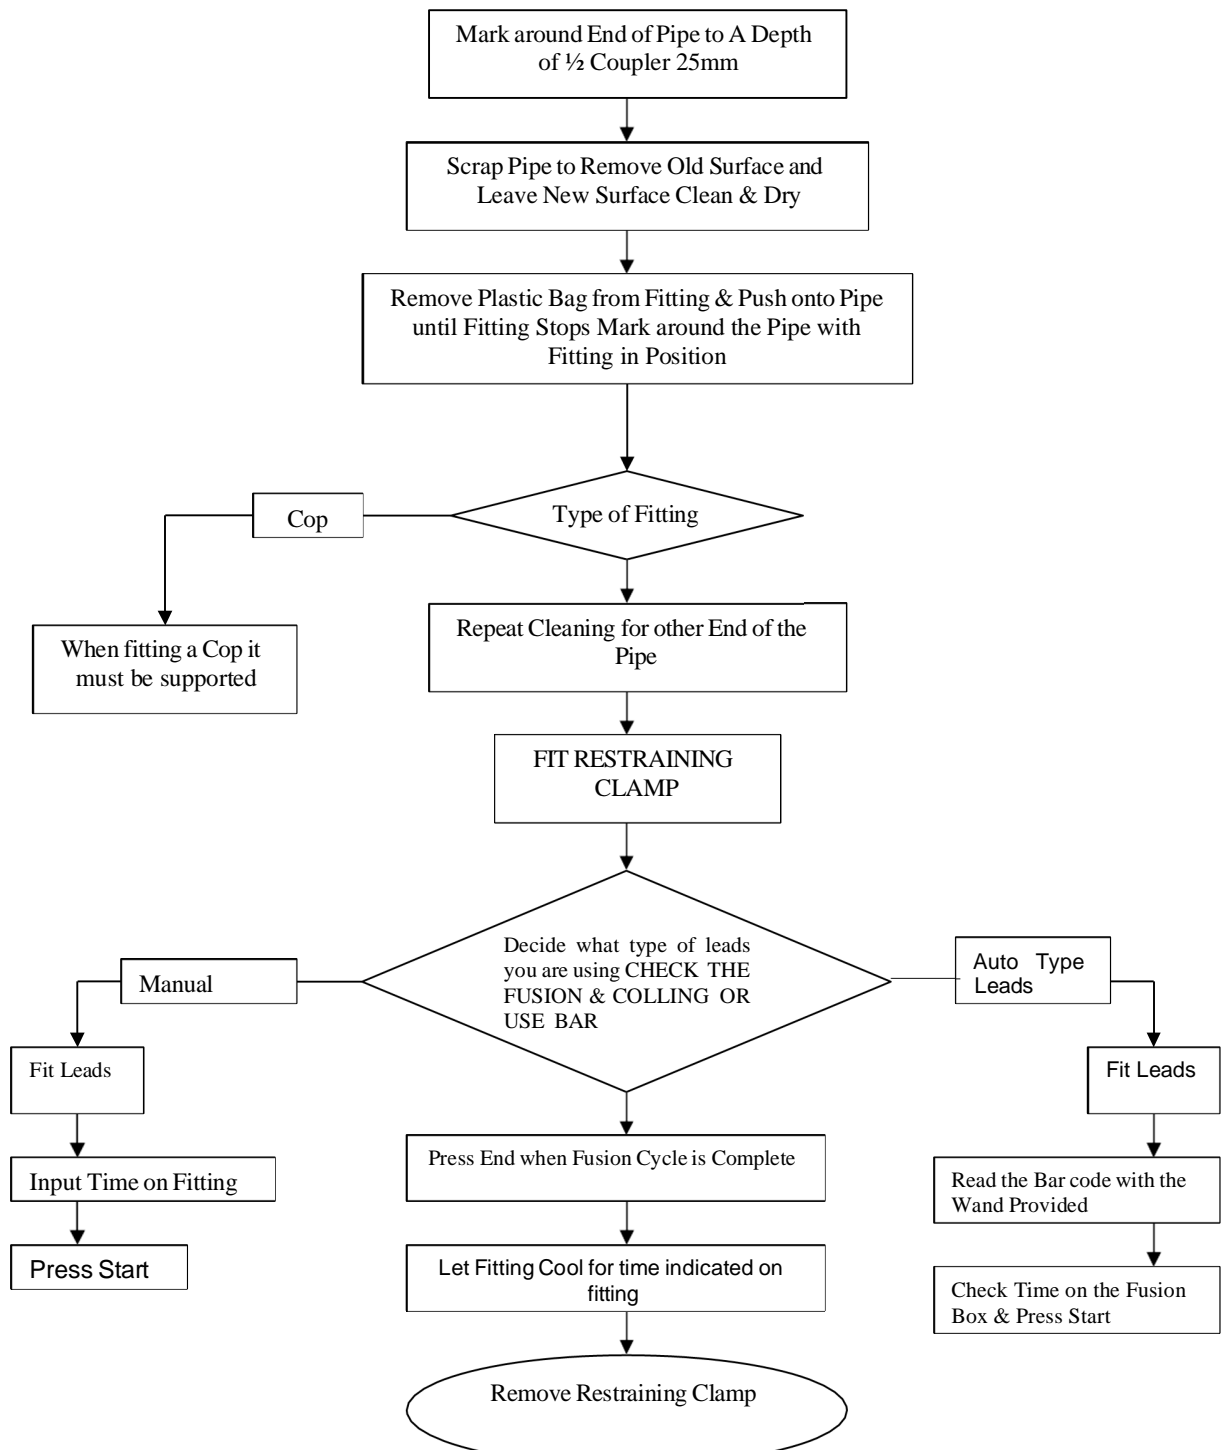 Mark around End of Pipe to A Depth
of ½ Coupler 25mm
Scrap Pipe to Remove Old Surface and
Leave New Surface Clean & Dry
Remove Plastic Bag from Fitting & Push onto Pipe
until Fitting Stops Mark around the Pipe with
Fitting in Position
Type of Fitting
Cop
When fitting a Cop it
must be supported
Repeat Cleaning for other End of the
Pipe
FIT RESTRAINING
CLAMP
Decide what type of leads
you are using CHECK THE
FUSION & COLLING OR
USE BAR
Manual
Fit Leads
Input Time on Fitting
Press Start
Auto Type
Leads
Fit Leads
Read the Bar code with the
Wand Provided
Check Time on the Fusion
Box & Press Start
Press End when Fusion Cycle is Complete
Let Fitting Cool for time indicated on
fitting
Remove Restraining Clamp